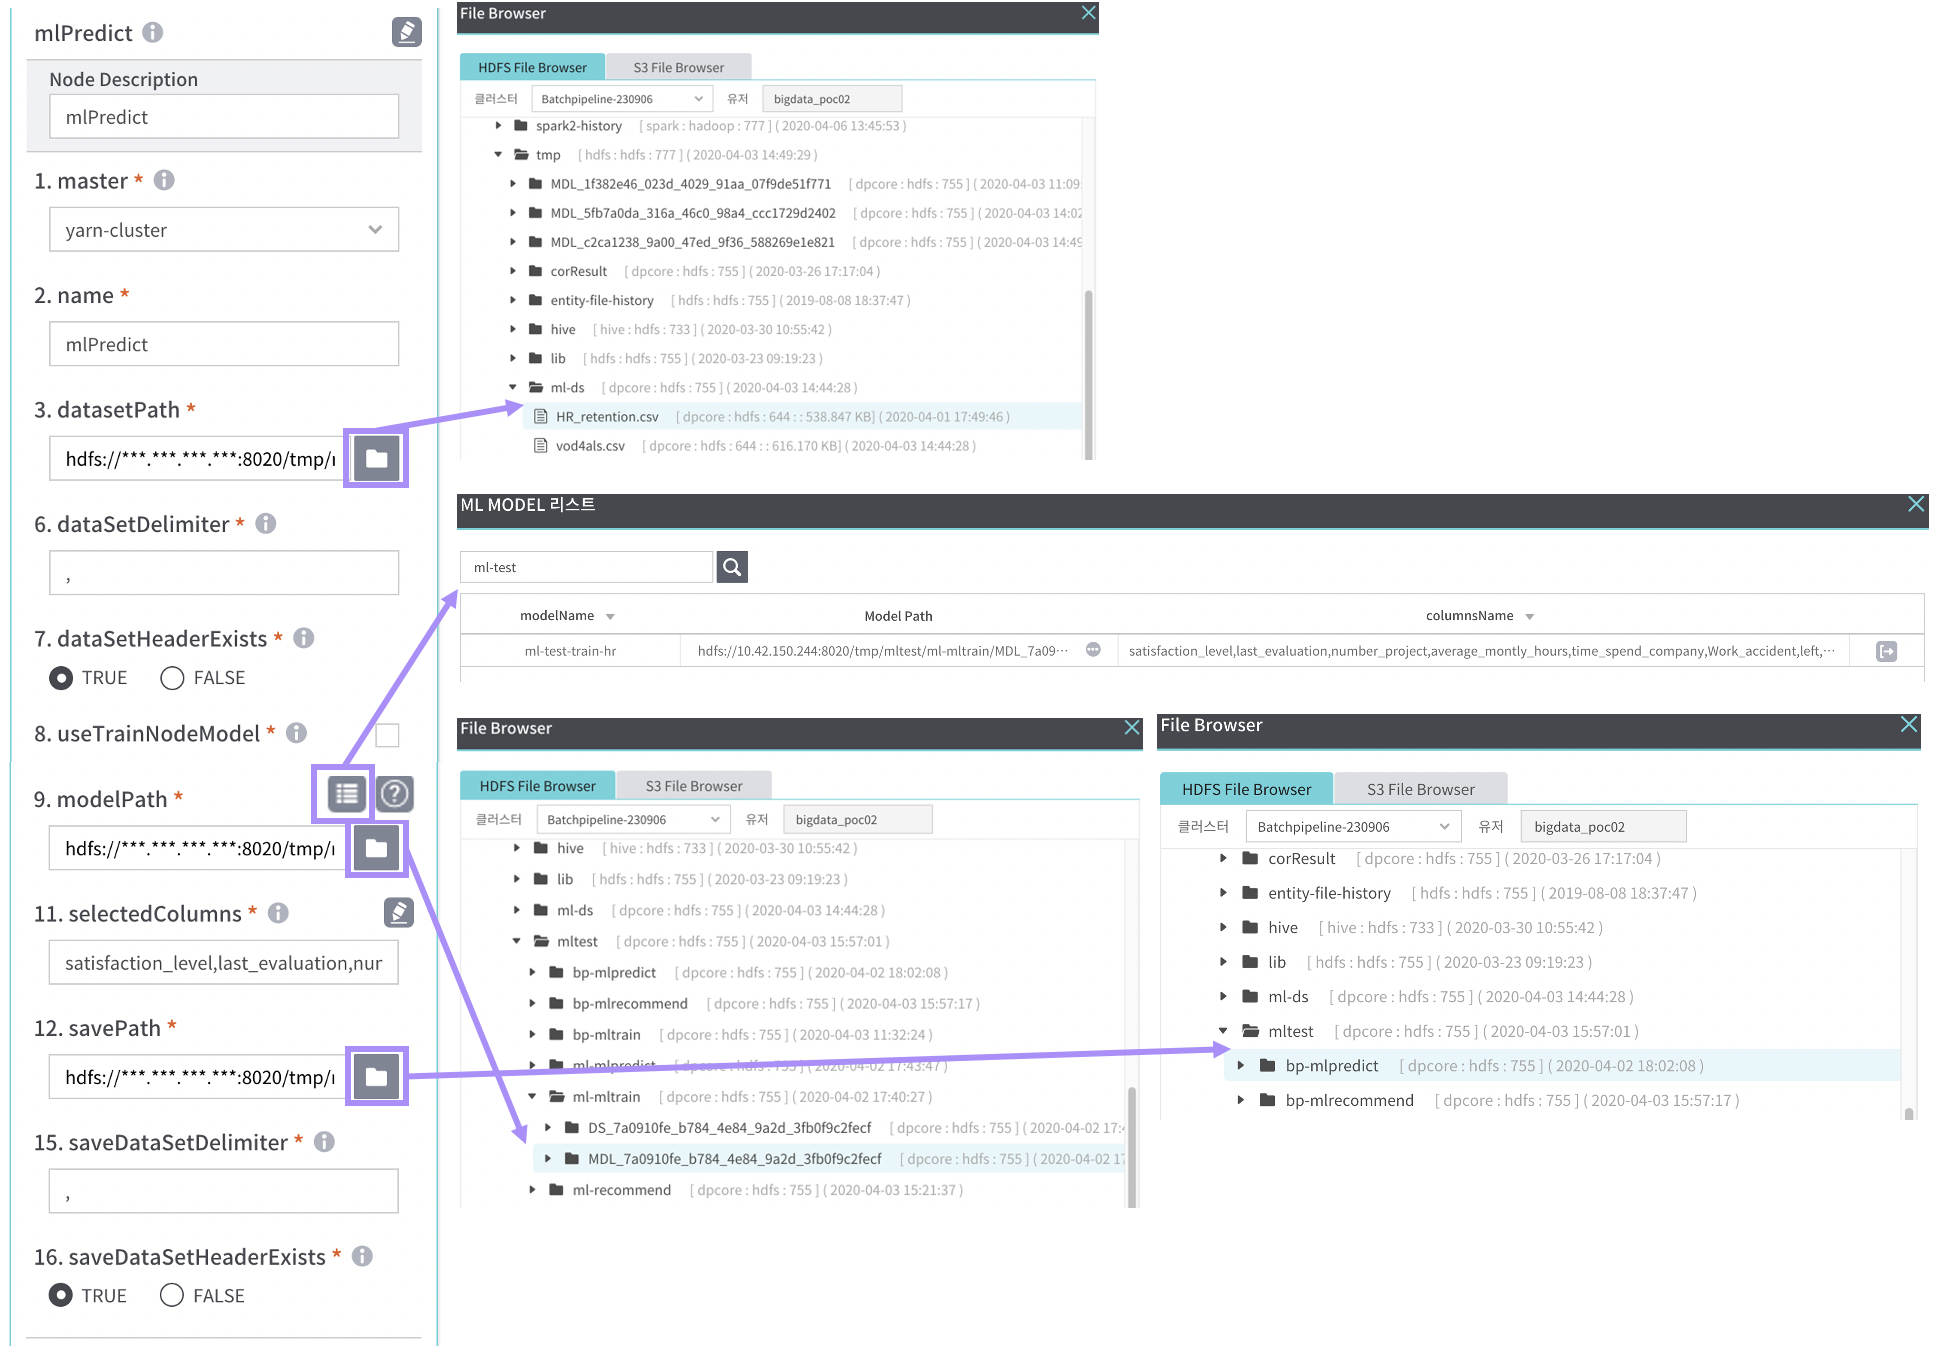 mlPredict
Node Description
mlPredict
1. master *
yarn-cluster
2. name *
mlPredict
3. datasetPath *
hdfs://***.***.***.***:8020/tmp/
6. dataSetDelimiter *
,
7. dataSetHeaderExists *
TRUE FALSE
8. useTrainNodeModel *
9. modelPath *
hdfs://***.***.***.***:8020/tmp/
11. selectedColumns *
satisfaction_level,last_evaluation,nur
12. savePath *
hdfs://***.***.***.***:8020/tmp/
15. saveDataSetDelimiter *
,
16. saveDataSetHeaderExists *
TRUE FALSE
File Browser
HDFS File Browser S3 File Browser
클러스터 Batchpipeline-230906 유저 bigdata_poc02
spark2-history [ spark : hadoop : 777 ] ( 2020-04-06 13:45:53 )
tmp [ hdfs : hdfs : 777 ] ( 2020-04-03 14:49:29 )
MDL_1f382e46_023d_4029_91aa_07f9de51f771 [ dpcore : hdfs : 755 ] ( 2020-04-03 11:09:
MDL_5fb7a0da_316a_46c0_98a4_ccc1729d2402 [ dpcore : hdfs : 755 ] ( 2020-04-03 14:02
MDL_c2ca1238_9a00_47ed_9f36_588269e1e821 [ dpcore : hdfs : 755 ] ( 2020-04-03 14:49
corResult [ dpcore : hdfs : 755 ] ( 2020-03-26 17:17:04 )
entity-file-history [ hdfs : hdfs : 755 ] ( 2019-08-08 18:37:47 )
hive [ hive : hdfs : 733 ] ( 2020-03-30 10:55:42 )
lib [ hdfs : hdfs : 755 ] ( 2020-03-23 09:19:23 )
ml-ds [ dpcore : hdfs : 755 ] ( 2020-04-03 14:44:28 )
HR_retention.csv [ dpcore : hdfs : 644 : : 538.847 KB] ( 2020-04-01 17:49:46 )
vod4als.csv [ dpcore : hdfs : 644 : : 616.170 KB] ( 2020-04-03 14:44:28 )
ML MODEL 리스트
ml-test
modelName Model Path columnsName
ml-test-train-hr hdfs://10.42.150.244:8020/tmp/mltest/ml-mltrain/MDL_7a09··· satisfaction_level,last_evaluation,number_project,average_montly_hours,time_spend_company,Work_accident,left,···
File Browser
HDFS File Browser S3 File Browser
클러스터 Batchpipeline-230906 유저 bigdata_poc02
hive [ hive : hdfs : 733 ] ( 2020-03-30 10:55:42 )
lib [ hdfs : hdfs : 755 ] ( 2020-03-23 09:19:23 )
ml-ds [ dpcore : hdfs : 755 ] ( 2020-04-03 14:44:28 )
mltest [ dpcore : hdfs : 755 ] ( 2020-04-03 15:57:01 )
bp-mlpredict [ dpcore : hdfs : 755 ] ( 2020-04-02 18:02:08 )
bp-mlrecommend [ dpcore : hdfs : 755 ] ( 2020-04-03 15:57:17 )
bp-mltrain [ dpcore : hdfs : 755 ] ( 2020-04-03 11:32:24 )
ml-mlpredict [ dpcore : hdfs : 755 ] ( 2020-04-02 17:43:47 )
ml-mltrain [ dpcore : hdfs : 755 ] ( 2020-04-02 17:40:27 )
DS_7a0910fe_b784_4e84_9a2d_3fb0f9c2fecf [ dpcore : hdfs : 755 ] ( 2020-04-02 17:4
MDL_7a0910fe_b784_4e84_9a2d_3fb0f9c2fecf [ dpcore : hdfs : 755 ] ( 2020-04-02 17
ml-recommend [ dpcore : hdfs : 755 ] ( 2020-04-03 15:21:37 )
File Browser
HDFS File Browser S3 File Browser
클러스터 Batchpipeline-230906 유저 bigdata_poc02
corResult [ dpcore : hdfs : 755 ] ( 2020-03-26 17:17:04 )
entity-file-history [ hdfs : hdfs : 755 ] ( 2019-08-08 18:37:47 )
hive [ hive : hdfs : 733 ] ( 2020-03-30 10:55:42 )
lib [ hdfs : hdfs : 755 ] ( 2020-03-23 09:19:23 )
ml-ds [ dpcore : hdfs : 755 ] ( 2020-04-03 14:44:28 )
mltest [ dpcore : hdfs : 755 ] ( 2020-04-03 15:57:01 )
bp-mlpredict [ dpcore : hdfs : 755 ] ( 2020-04-02 18:02:08 )
bp-mlrecommend [ dpcore : hdfs : 755 ] ( 2020-04-03 15:57:17 )